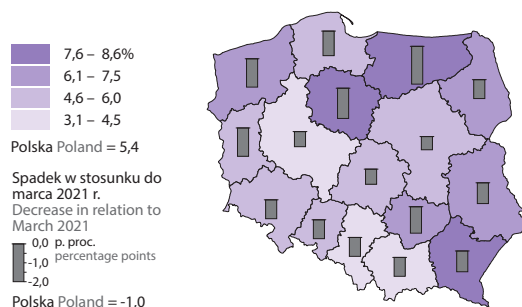 7,6 – 8,6%
6,1 – 7,5
4,6 – 6,0
3,1 – 4,5
Polska Poland = 5,4
Spadek w stosunku do
marca 2021 r.
Decrease in relation to
March 2021
0,0 p. proc.
-1,0 percentage points
-2,0
Polska Poland = -1.0